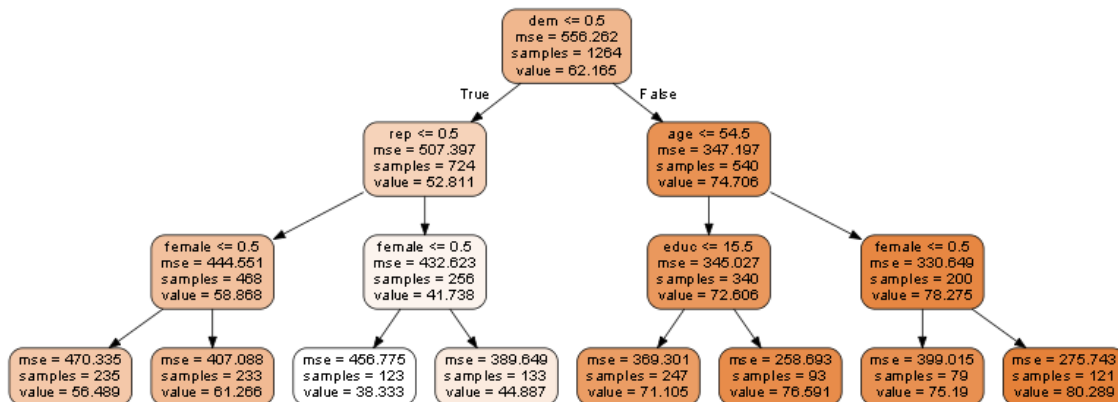 dem <= 0.5
mse = 556.262
samples = 1264
value = 62.165
True
False
rep <= 0.5
mse = 507.397
samples = 724
value = 52.811
age <= 54.5
mse = 347.197
samples = 540
value = 74.706
female <= 0.5
mse = 444.551
samples = 468
value = 58.868
female <= 0.5
mse = 432.623
samples = 256
value = 41.738
educ <= 15.5
mse = 345.027
samples = 340
value = 72.606
female <= 0.5
mse = 330.649
samples = 200
value = 78.275
mse = 470.335
samples = 235
value = 56.489
mse = 407.088
samples = 233
value = 61.266
mse = 456.775
samples = 123
value = 38.333
mse = 389.649
samples = 133
value = 44.887
mse = 369.301
samples = 247
value = 71.105
mse = 258.693
samples = 93
value = 76.591
mse = 399.015
samples = 79
value = 75.19
mse = 275.743
samples = 121
value = 80.289